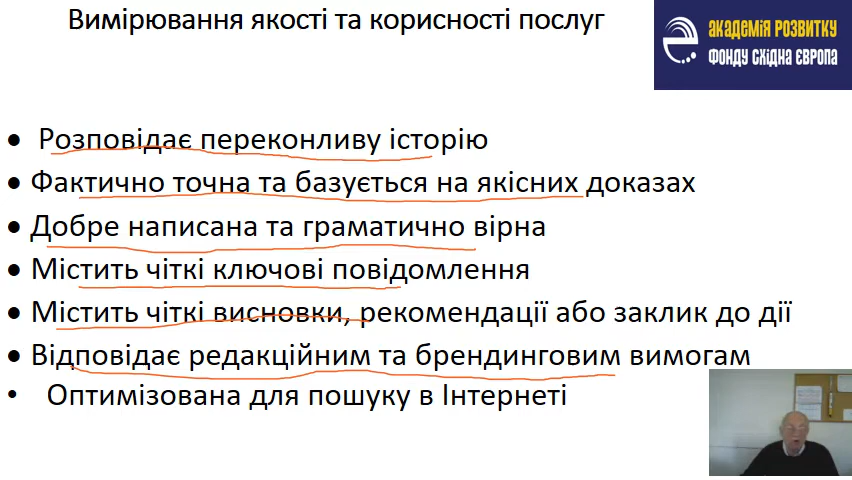 Вимірювання якості та корисності послуг
АКАДЕМІЯ РОЗВИТКУ
ФОНДУ СХІДНА ЄВРОПА
● Розповідає переконливу історію
● Фактично точна та базується на якісних доказах
● Добре написана та граматично вірна
● Містить чіткі ключові повідомлення
● Містить чіткі висновки, рекомендації або заклик до дії
● Відповідає редакційним та брендинговим вимогам
• Оптимізована для пошуку в Інтернеті